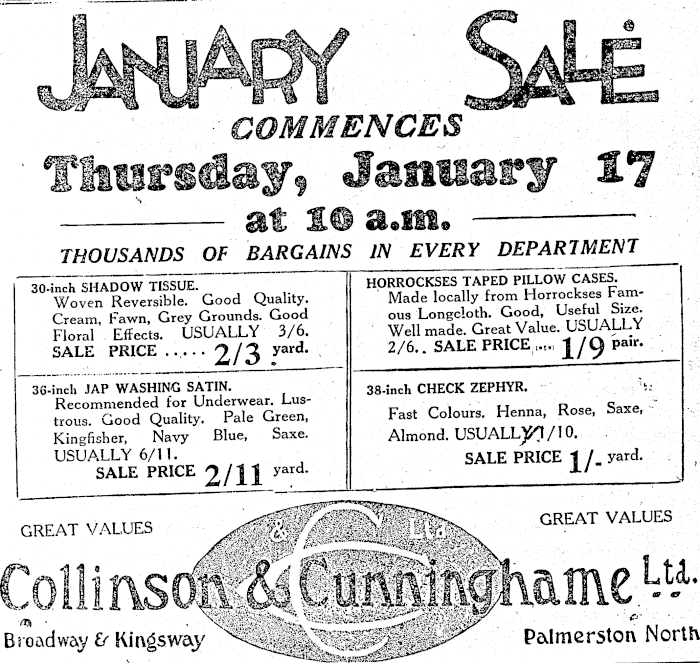 JANUARY SALE
COMMENCES
Thursday, January 17
at 10 a.m.
THOUSANDS OF BARGAINS IN EVERY DEPARTMENT
30-inch SHADOW TISSUE.
Woven Reversible. Good Quality.
Cream, Fawn, Grey Grounds. Good
Floral Effects. USUALLY 3/6.
SALE PRICE ..... 2/3 yard.
HORROCKSES TAPED PILLOW CASES.
Made locally from Horrockses Fam-
ous Longcloth. Good, Useful Size.
Well made. Great Value. USUALLY
2/6.. SALE PRICE .... 1/9 pair.
36-inch JAP WASHING SATIN.
Recommended for Underwear. Lus-
trous. Good Quality. Pale Green,
Kingfisher, Navy Blue, Saxe.
USUALLY 6/11.
SALE PRICE 2/11 yard.
38-inch CHECK ZEPHYR.
Fast Colours. Henna, Rose, Saxe,
Almond. USUALLY 1/10.
SALE PRICE 1/- yard.
GREAT VALUES
& Ltd
GREAT VALUES
Collinson & Cunninghame Ltd.
Broadway & Kingsway
Palmerston North